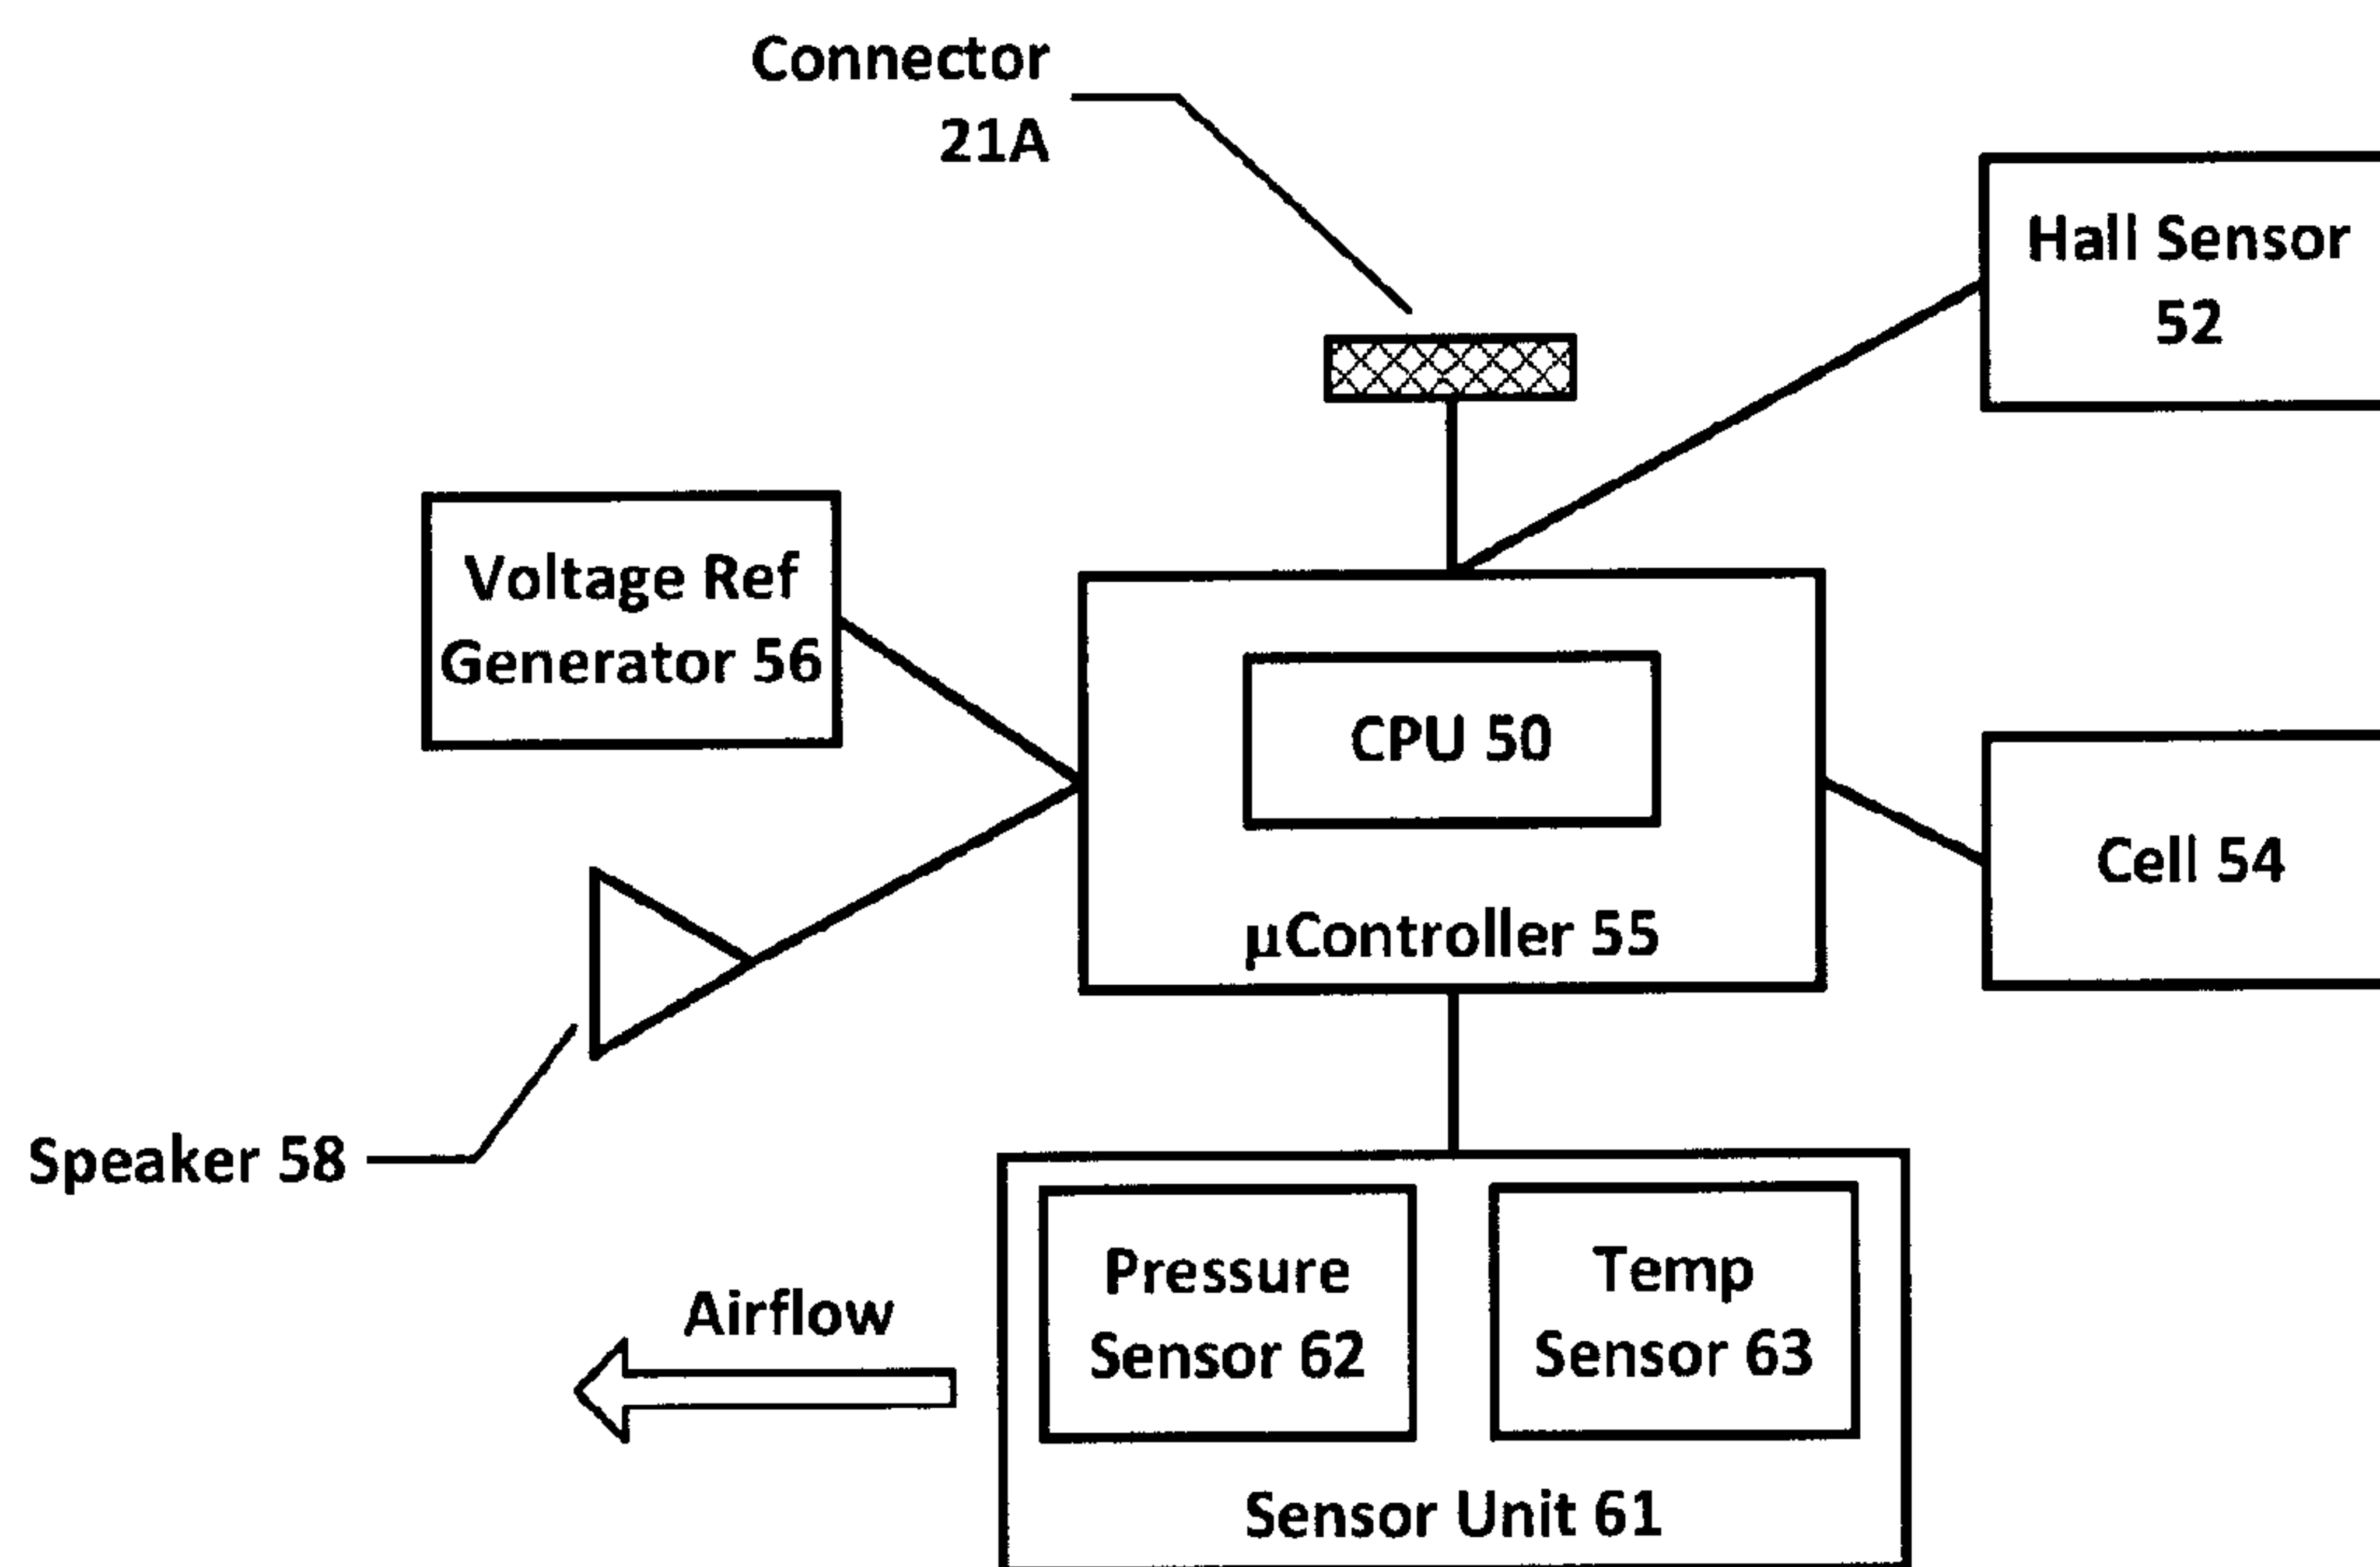 Connector
21A
Hall Sensor
52
Voltage Ref
Generator 56
CPU 50
µController 55
Cell 54
Speaker 58
Airflow
Pressure
Sensor 62
Temp
Sensor 63
Sensor Unit 61